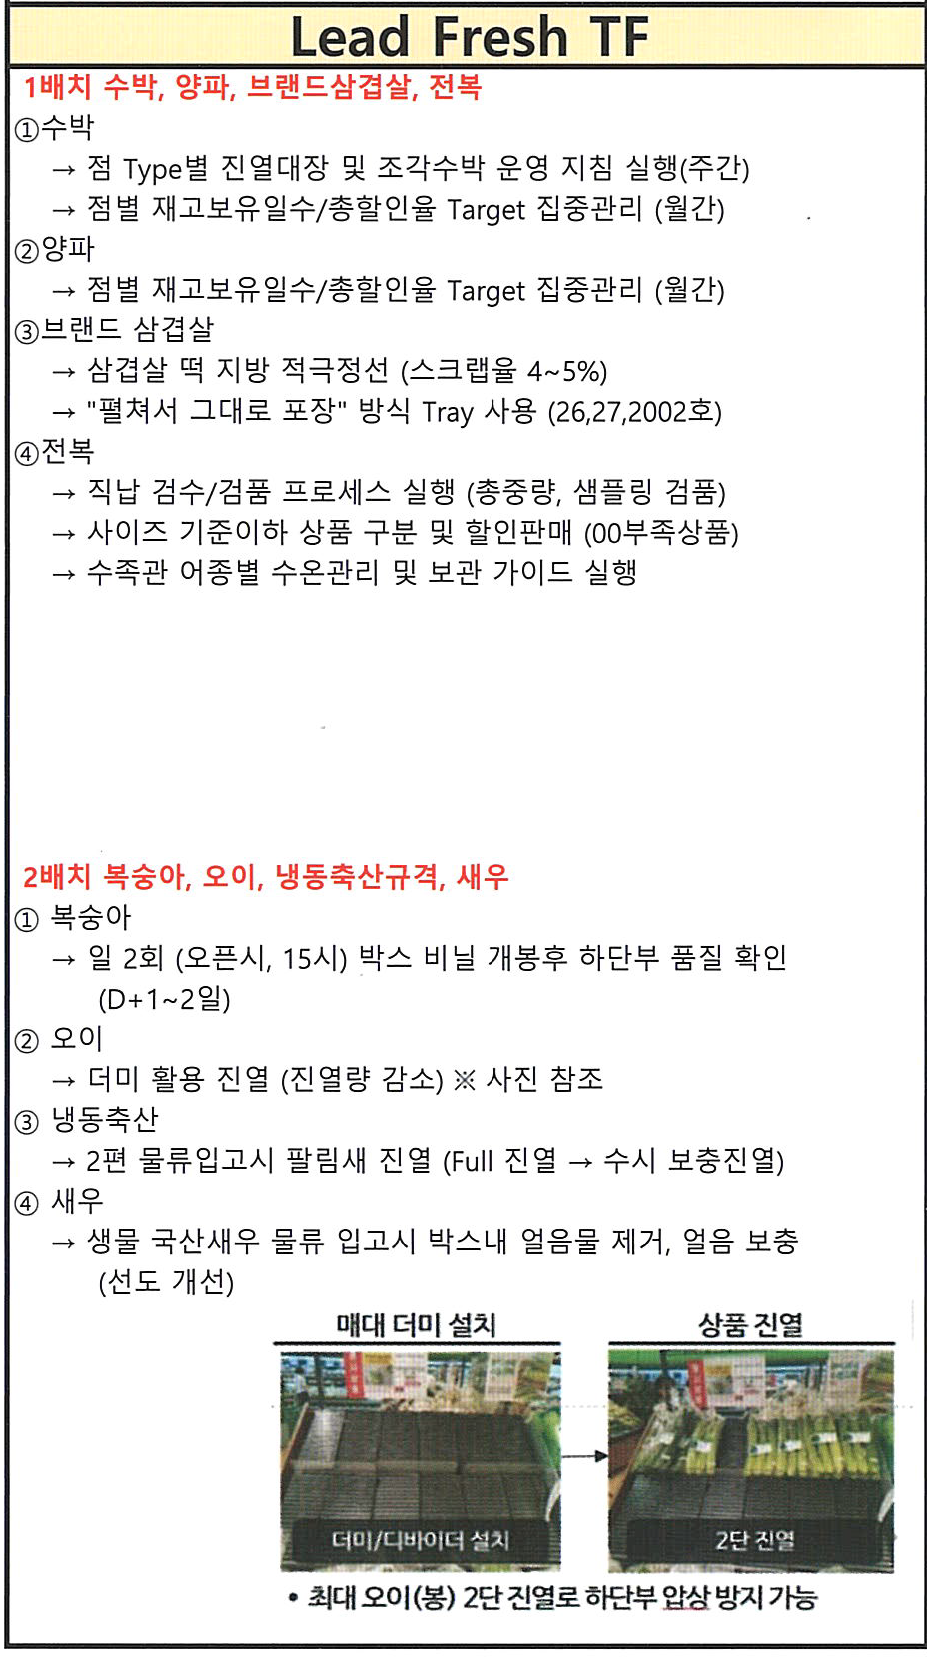 Lead Fresh TF
1배치 수박, 양파, 브랜드삼겹살, 전복
①수박
→ 점 Type별 진열대장 및 조각수박 운영 지침 실행(주간)
→ 점별 재고보유일수/총할인율 Target 집중관리 (월간)
②양파
→ 점별 재고보유일수/총할인율 Target 집중관리 (월간)
③브랜드 삼겹살
→ 삼겹살 떡 지방 적극정선 (스크랩율 4~5%)
→ "펼쳐서 그대로 포장" 방식 Tray 사용 (26,27,2002호)
④전복
→ 직납 검수/검품 프로세스 실행 (총중량, 샘플링 검품)
→ 사이즈 기준이하 상품 구분 및 할인판매 (00부족상품)
→ 수족관 어종별 수온관리 및 보관 가이드 실행
2배치 복숭아, 오이, 냉동축산규격, 새우
① 복숭아
→ 일 2회 (오픈시, 15시) 박스 비닐 개봉후 하단부 품질 확인
(D+1~2일)
② 오이
→ 더미 활용 진열 (진열량 감소) ※ 사진 참조
③ 냉동축산
→ 2편 물류입고시 팔림새 진열 (Full 진열 → 수시 보충진열)
④ 새우
→ 생물 국산새우 물류 입고시 박스내 얼음물 제거, 얼음 보충
(선도 개선)
매대 더미 설치
상품 진열
더미/디바이더 설치
2단 진열
• 최대 오이(봉) 2단 진열로 하단부 압상 방지 가능